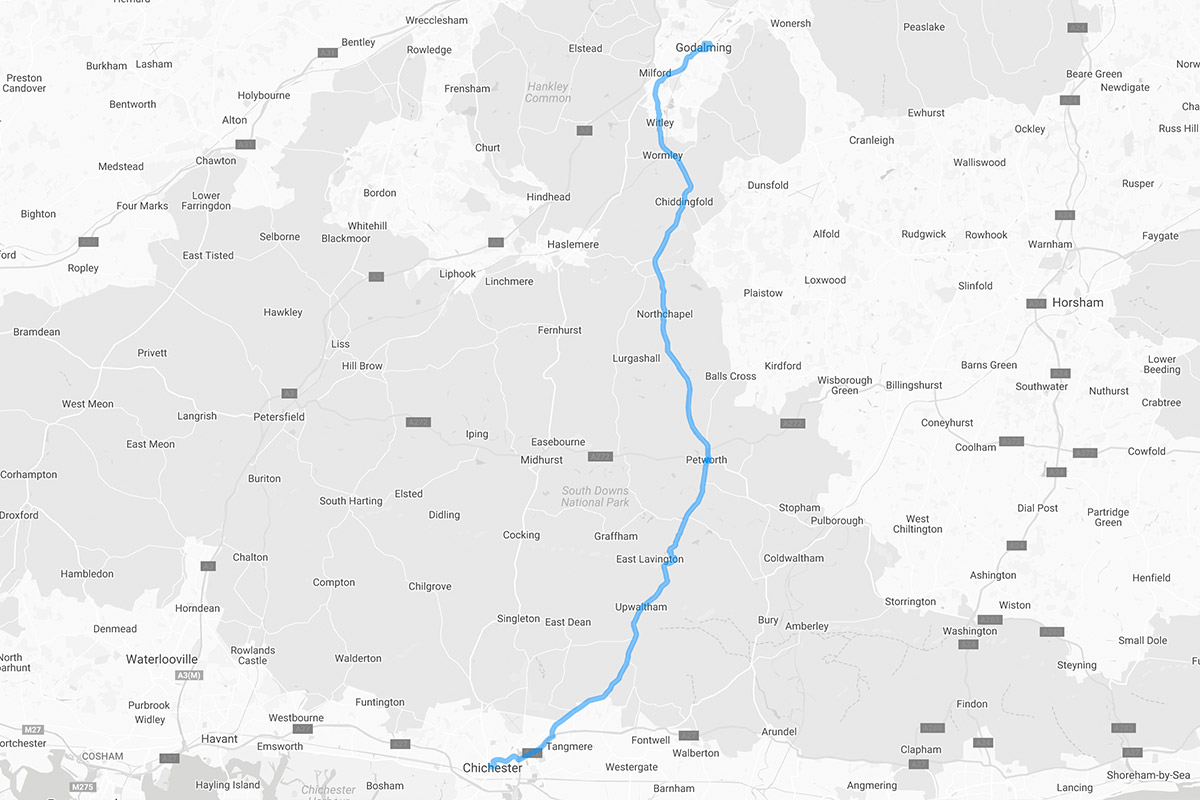 Wrecclesham
Wonersh
Peaslake
A31
Bentley
Rowledge
Elstead
Godalming
A24
Burkham
Lasham
Milford
Beare Green
Preston
Candover
Frensham
Hankley
Common
Newdigate
Holybourne
Bentworth
Alton
Witley
Ewhurst
Ockley
Russ Hill
A3
A31
Churt
Wormley
Cranleigh
Chawton
Medstead
Walliswood
Bordon
Hindhead
Dunsfold
Rusper
Lower
Farringdon
Four Marks
Bighton
Chiddingfold
Whitehill
Blackmoor
Selborne
Alfold
Rudgwick
Rowhook
Faygate
Warnham
Haslemere
East Tisted
Ropley
Liphook
Linchmere
Loxwood
Slinfold
Plaistow
Horsham
Hawkley
Northchapel
Bramdean
Fernhurst
Liss
Privett
Lurgashall
Hill Brow
Balls Cross
Kirdford
Barns Green
Lower
Beeding
Wisborough
Green
Billingshurst
Southwater
Nuthurst
West Meon
Crabtree
Langrish
Petersfield
A272
A272
Coneyhurst
Iping
Easebourne
East Meon
Coolham
Cowfold
Midhurst
A272
Petworth
Corhampton
Buriton
South Downs
National Park
Elsted
South Harting
Stopham
Dial Post
Partridge
Green
Droxford
Didling
Pulborough
West
Chiltington
Cocking
Graffham
Chalton
East Lavington
Coldwaltham
Hambledon
Compton
Chilgrove
Ashington
Henfield
Horndean
Upwaltham
Storrington
Wiston
Singleton
East Dean
Bury
Amberley
Washington
Denmead
Small Dole
Waterlooville
Rowlands
Castle
Walderton
Steyning
A3(M)
Purbrook
Widley
Funtington
Findon
Westbourne
M27
Havant
Emsworth
Tangmere
Fontwell
Arundel
COSHAM
Walberton
Clapham
Chichester
Westergate
Shoreham-by-Sea
M275
Hayling Island
Bosham
Chichester
Barnham
Angmering
Lancing